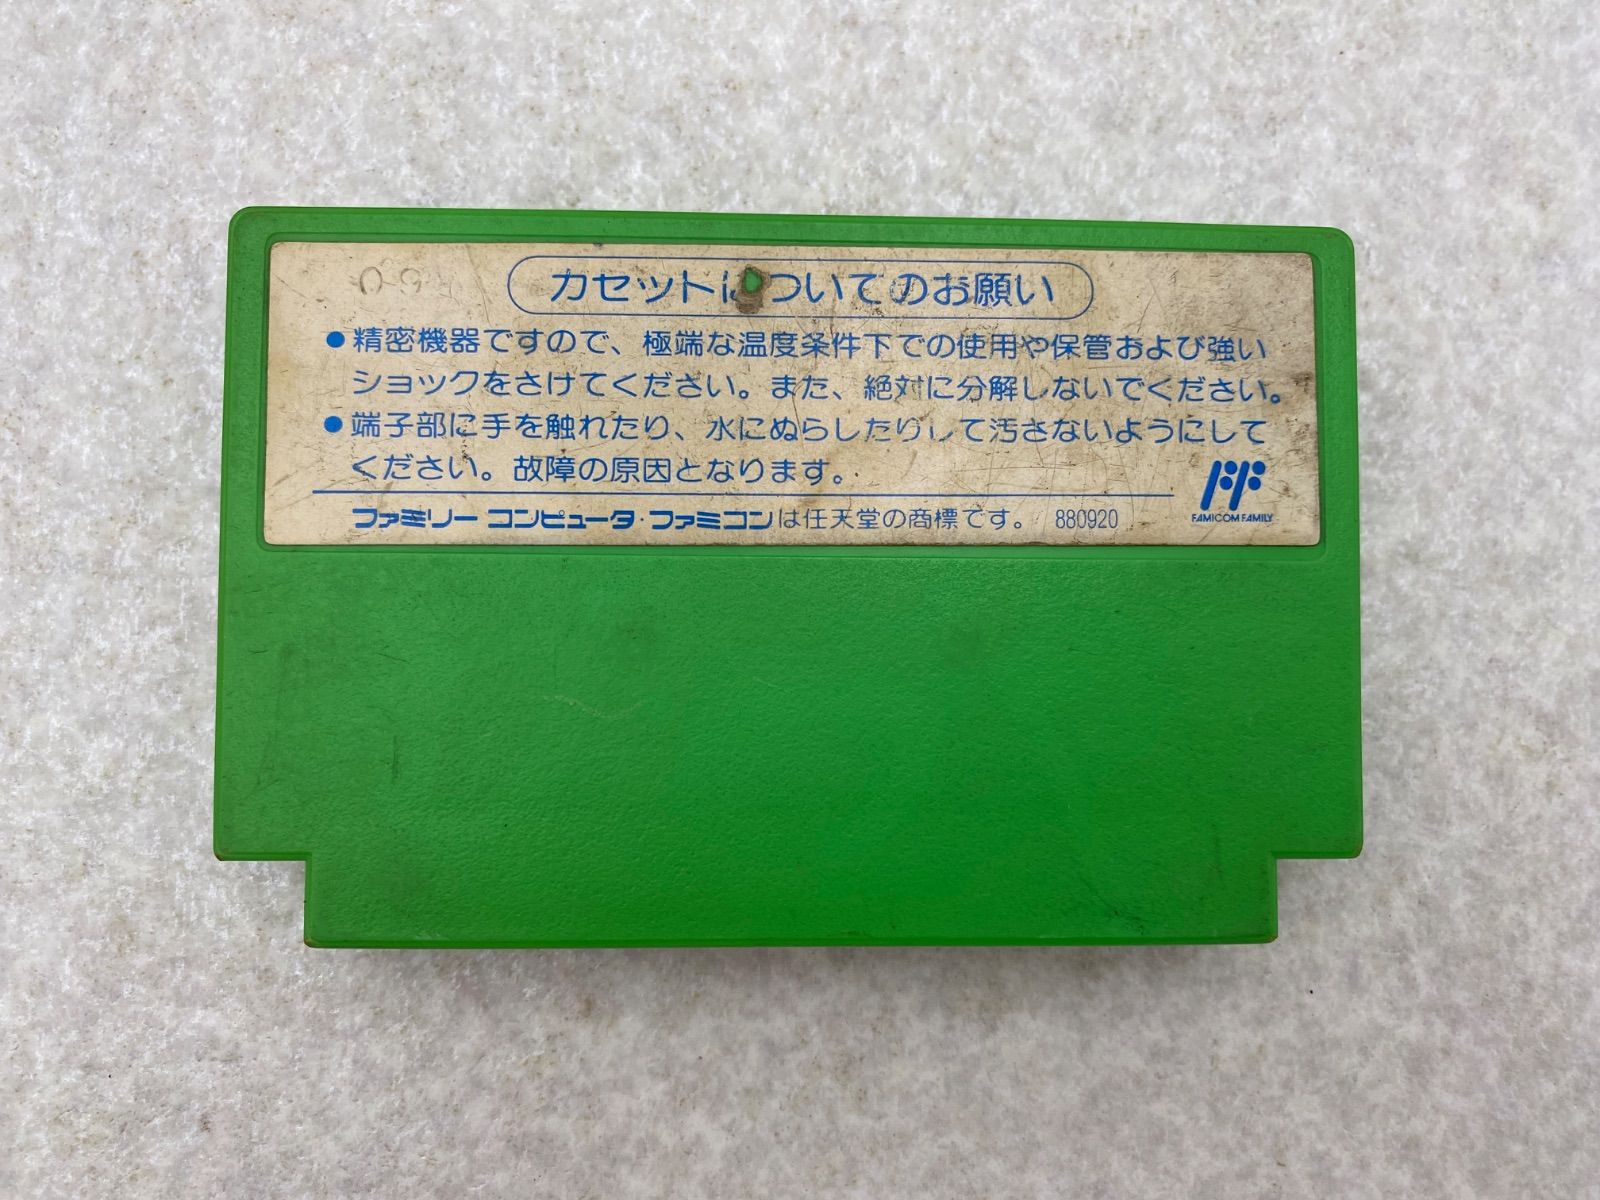 カセットについてのお願い
●精密機器ですので、極端な温度条件下での使用や保管および強い
ショックをさけてください。また、絶対に分解しないでください。
●端子部に手を触れたり、水にぬらしたりして汚さないようにして
ください。故障の原因となります。
ファミリーコンピュータ・ファミコンは任天堂の商標です。 880920
FAMICOM FAMILY